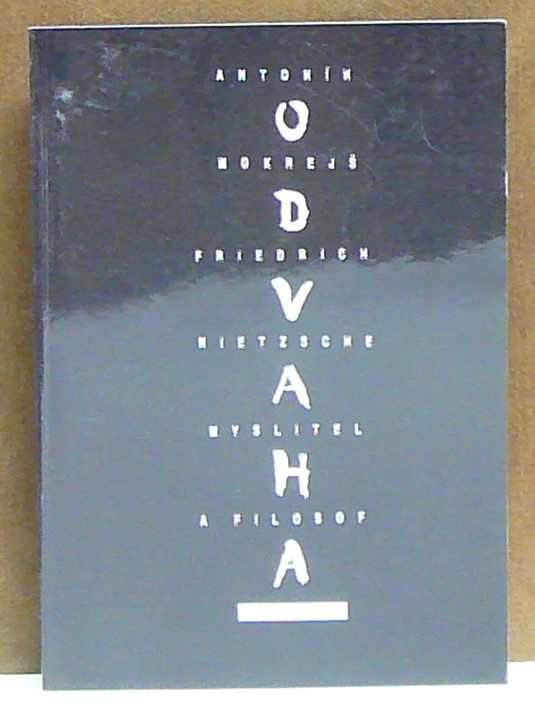 ANTONÍN
O
MOKREJŠ
D
FRIEDRICH
V
NIETZSCHE
A
MYSLITEL
H
A FILOSOF
A